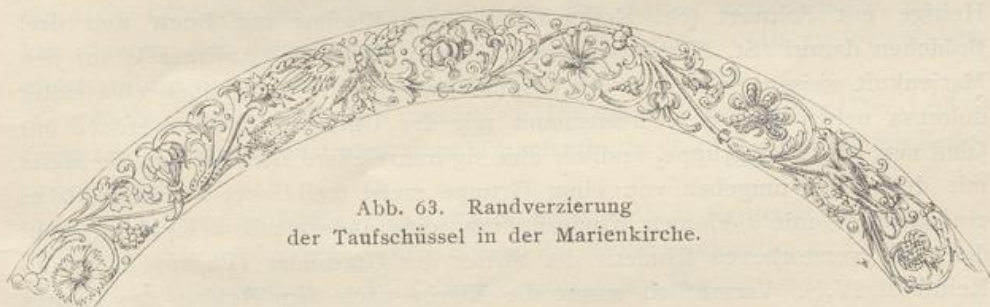 Abb. 63. Randverzierung
der Taufschüssel in der Marienkirche.